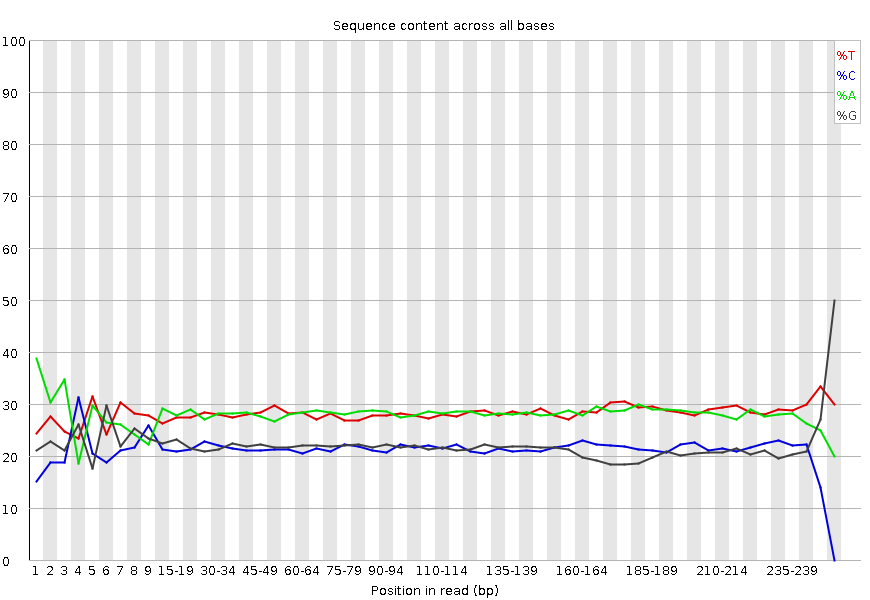 Sequence content across all bases
100
90
80
70
60
50
40
30
20
10
0
%T
%C
%A
%G
1 2 3 4 5 6 7 8 9 15-19 30-34 45-49 60-64 75-79 90-94 110-114 135-139 160-164 185-189 210-214 235-239
Position in read (bp)